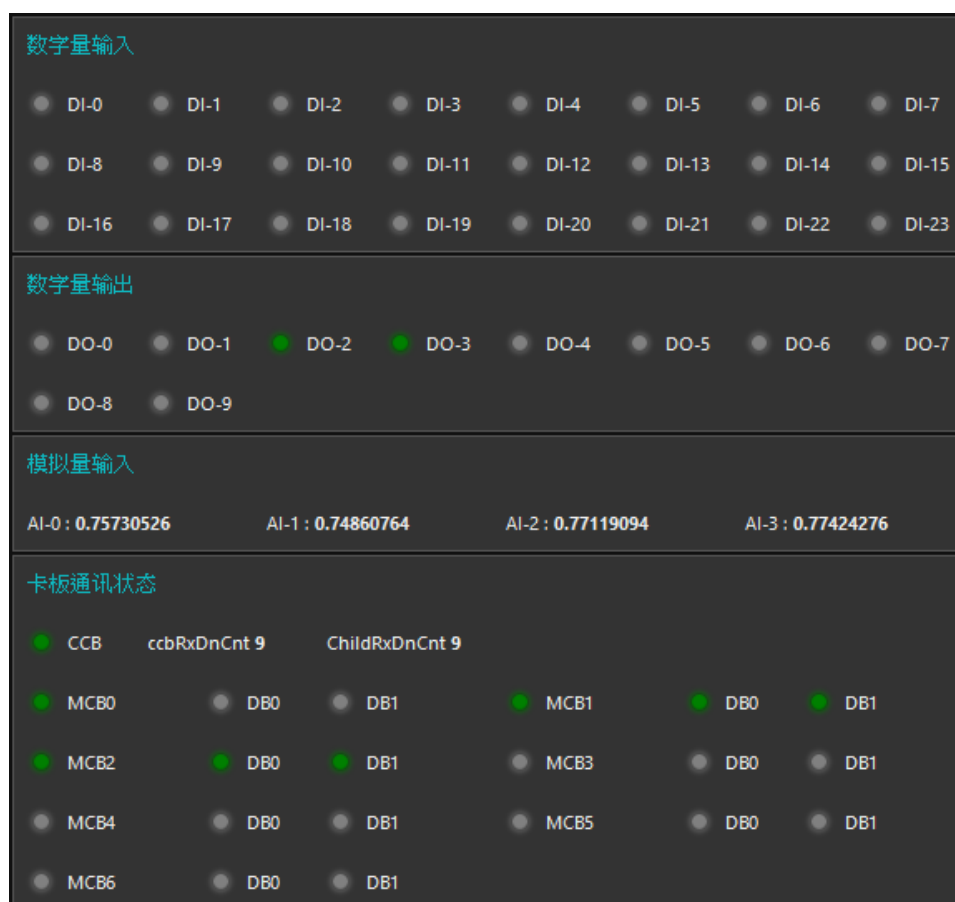 数字量输入
DI-0 DI-1 DI-2 DI-3 DI-4 DI-5 DI-6 DI-7
DI-8 DI-9 DI-10 DI-11 DI-12 DI-13 DI-14 DI-15
DI-16 DI-17 DI-18 DI-19 DI-20 DI-21 DI-22 DI-23
数字量输出
DO-0 DO-1 DO-2 DO-3 DO-4 DO-5 DO-6 DO-7
DO-8 DO-9
模拟量输入
AI-0 : 0.75730526 AI-1 : 0.74860764 AI-2 : 0.77119094 AI-3 : 0.77424276
卡板通讯状态
CCB ccbRxDnCnt 9 ChildRxDnCnt 9
MCB0 DB0 DB1 MCB1 DB0 DB1
MCB2 DB0 DB1 MCB3 DB0 DB1
MCB4 DB0 DB1 MCB5 DB0 DB1
MCB6 DB0 DB1